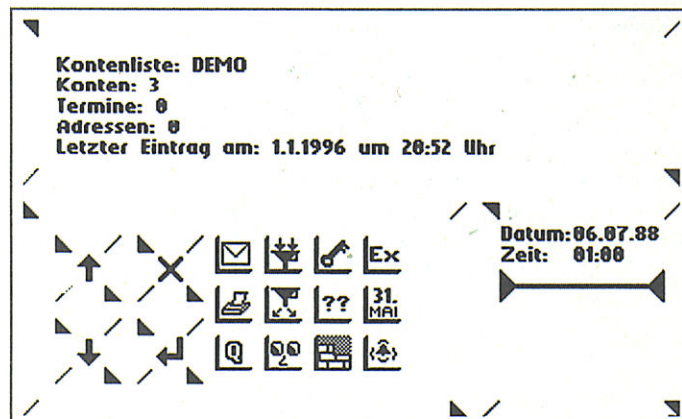 Kontenliste: DEMO
Konten: 3
Termine: 0
Adressen: 0
Letzter Eintrag am: 1.1.1996 um 20:52 Uhr
Datum:06.07.88
Zeit: 01:00
Ex
??
31.
MAI
Q